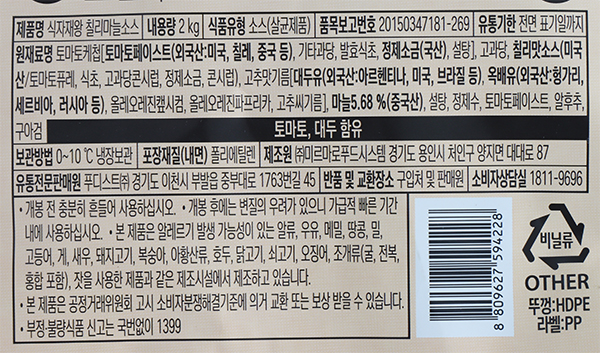 제품명 식자재왕 칠리마늘소스 내용량 2 kg 식품유형 소스(살균제품) 품목보고번호 20150347181-269 유통기한 전면 표기일까지
원재료명 토마토케첩[토마토페이스트(외국산:미국, 칠레, 중국 등), 기타과당, 발효식초, 정제소금(국산), 설탕], 고과당, 칠리맛소스(미국
산/토마토퓨레, 식초, 고과당콘시럽, 정제소금, 콘시럽), 고추맛기름[대두유(외국산:아르헨티나, 미국, 브라질 등), 옥배유(외국산:헝가리,
세르비아, 러시아 등), 올레오레진캪시컴, 올레오레진파프리카, 고추씨기름], 마늘5.68 %(중국산), 설탕, 정제수, 토마토페이스트, 알후추,
구아검
토마토, 대두 함유
보관방법 0~10 ℃ 냉장보관 포장재질(내면) 폴리에틸렌 제조원 ㈜미르마로푸드시스템 경기도 용인시 처인구 양지면 대대로 87
유통전문판매원 푸디스트㈜ 경기도 이천시 부발읍 중부대로 1763번길 45 반품 및 교환장소 구입처 및 판매원 소비자상담실 1811-9696
• 개봉 전 충분히 흔들어 사용하십시오. • 개봉 후에는 변질의 우려가 있으니 가급적 빠른 기간
내에 사용하십시오. • 본 제품은 알레르기 발생 가능성이 있는 알류, 우유, 메밀, 땅콩, 밀,
고등어, 게, 새우, 돼지고기, 복숭아, 아황산류, 호두, 닭고기, 쇠고기, 오징어, 조개류(굴, 전복,
홍합 포함), 잣을 사용한 제품과 같은 제조시설에서 제조하고 있습니다.
• 본 제품은 공정거래위원회 고시 소비자분쟁해결기준에 의거 교환 또는 보상 받을 수 있습니다.
• 부정·불량식품 신고는 국번없이 1399
8 809627 594228
비닐류
OTHER
뚜껑:HDPE
라벨:PP